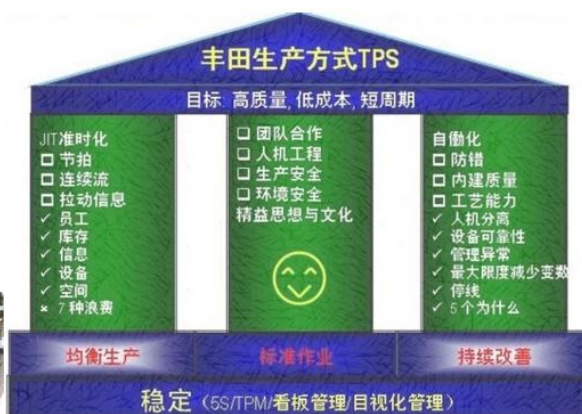 丰田生产方式TPS
目标:高质量,低成本,短周期
JIT准时化
□ 节拍
□ 连续流
□ 拉动信息
✓ 员工
✓ 库存
✓ 信息
✓ 设备
✓ 空间
× 7种浪费
□ 团队合作
□ 人机工程
□ 生产安全
□ 环境安全
精益思想与文化
自働化
□ 防错
□ 内建质量
□ 工艺能力
✓ 人机分离
✓ 设备可靠性
✓ 管理异常
✓ 最大限度减少变数
✓ 停线
✓ 5个为什么
均衡生产
标准作业
持续改善
稳定(5S/TPM/看板管理/目视化管理)